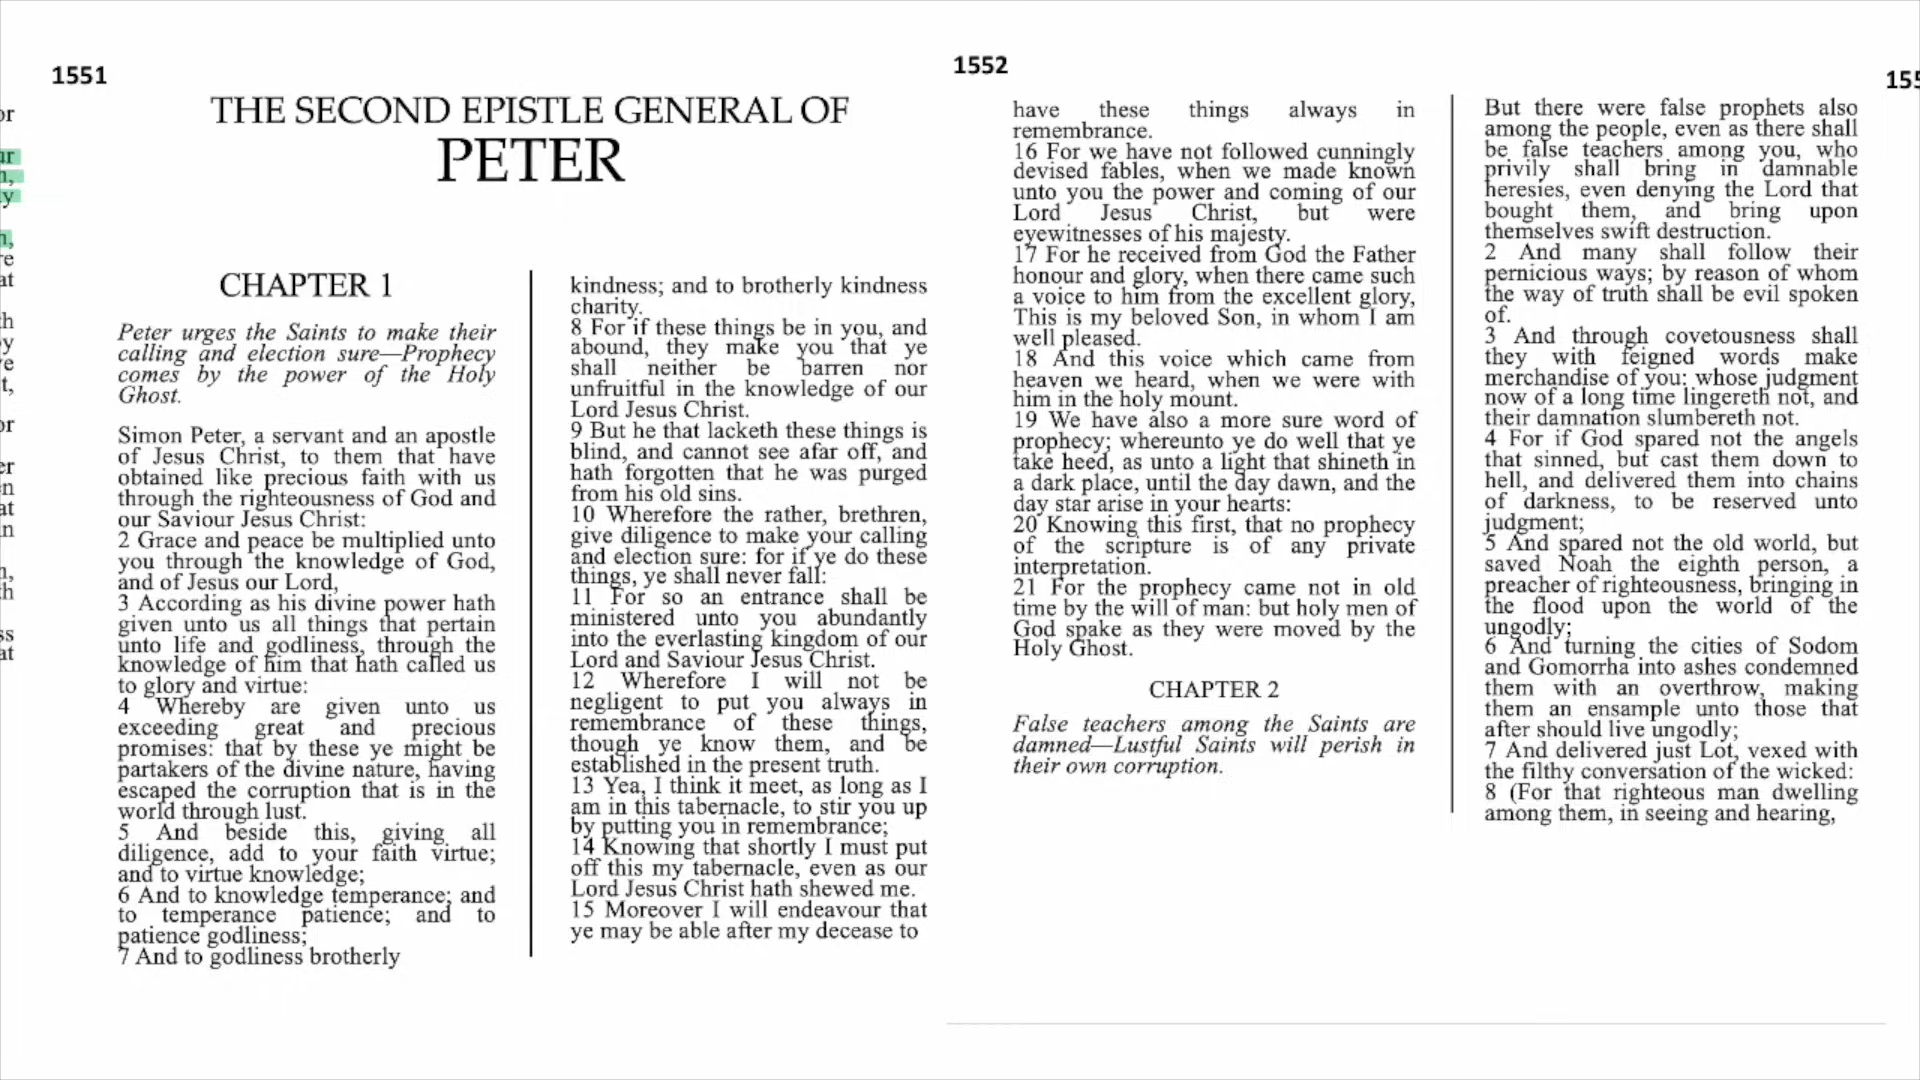 1551
THE SECOND EPISTLE GENERAL OF
PETER
CHAPTER 1
Peter urges the Saints to make their
calling and election sure—Prophecy
comes by the power of the Holy
Ghost.
Simon Peter, a servant and an apostle
of Jesus Christ, to them that have
obtained like precious faith with us
through the righteousness of God and
our Saviour Jesus Christ:
2 Grace and peace be multiplied unto
you through the knowledge of God,
and of Jesus our Lord,
3 According as his divine power hath
given unto us all things that pertain
unto life and godliness, through the
knowledge of him that hath called us
to glory and virtue:
4 Whereby are given unto us
exceeding great and precious
promises: that by these ye might be
partakers of the divine nature, having
escaped the corruption that is in the
world through lust.
5 And beside this, giving all
diligence, add to your faith virtue;
and to virtue knowledge;
6 And to knowledge temperance; and
to temperance patience; and to
patience godliness;
7 And to godliness brotherly
kindness; and to brotherly kindness
charity.
8 For if these things be in you, and
abound, they make you that ye
shall neither be barren nor
unfruitful in the knowledge of our
Lord Jesus Christ.
9 But he that lacketh these things is
blind, and cannot see afar off, and
hath forgotten that he was purged
from his old sins.
10 Wherefore the rather, brethren,
give diligence to make your calling
and election sure: for if ye do these
things, ye shall never fall:
11 For so an entrance shall be
ministered unto you abundantly
into the everlasting kingdom of our
Lord and Saviour Jesus Christ.
12 Wherefore I will not be
negligent to put you always in
remembrance of these things,
though ye know them, and be
established in the present truth.
13 Yea, I think it meet, as long as I
am in this tabernacle, to stir you up
by putting you in remembrance;
14 Knowing that shortly I must put
off this my tabernacle, even as our
Lord Jesus Christ hath shewed me.
15 Moreover I will endeavour that
ye may be able after my decease to
1552
have these things always in
remembrance.
16 For we have not followed cunningly
devised fables, when we made known
unto you the power and coming of our
Lord Jesus Christ, but were
eyewitnesses of his majesty.
17 For he received from God the Father
honour and glory, when there came such
a voice to him from the excellent glory,
This is my beloved Son, in whom I am
well pleased.
18 And this voice which came from
heaven we heard, when we were with
him in the holy mount.
19 We have also a more sure word of
prophecy; whereunto ye do well that ye
take heed, as unto a light that shineth in
a dark place, until the day dawn, and the
day star arise in your hearts:
20 Knowing this first, that no prophecy
of the scripture is of any private
interpretation.
21 For the prophecy came not in old
time by the will of man: but holy men of
God spake as they were moved by the
Holy Ghost.
CHAPTER 2
False teachers among the Saints are
damned—Lustful Saints will perish in
their own corruption.
But there were false prophets also
among the people, even as there shall
be false teachers among you, who
privily shall bring in damnable
heresies, even denying the Lord that
bought them, and bring upon
themselves swift destruction.
2 And many shall follow their
pernicious ways; by reason of whom
the way of truth shall be evil spoken
of.
3 And through covetousness shall
they with feigned words make
merchandise of you: whose judgment
now of a long time lingereth not, and
their damnation slumbereth not.
4 For if God spared not the angels
that sinned, but cast them down to
hell, and delivered them into chains
of darkness, to be reserved unto
judgment;
5 And spared not the old world, but
saved Noah the eighth person, a
preacher of righteousness, bringing in
the flood upon the world of the
ungodly;
6 And turning the cities of Sodom
and Gomorrha into ashes condemned
them with an overthrow, making
them an ensample unto those that
after should live ungodly;
7 And delivered just Lot, vexed with
the filthy conversation of the wicked:
8 (For that righteous man dwelling
among them, in seeing and hearing,